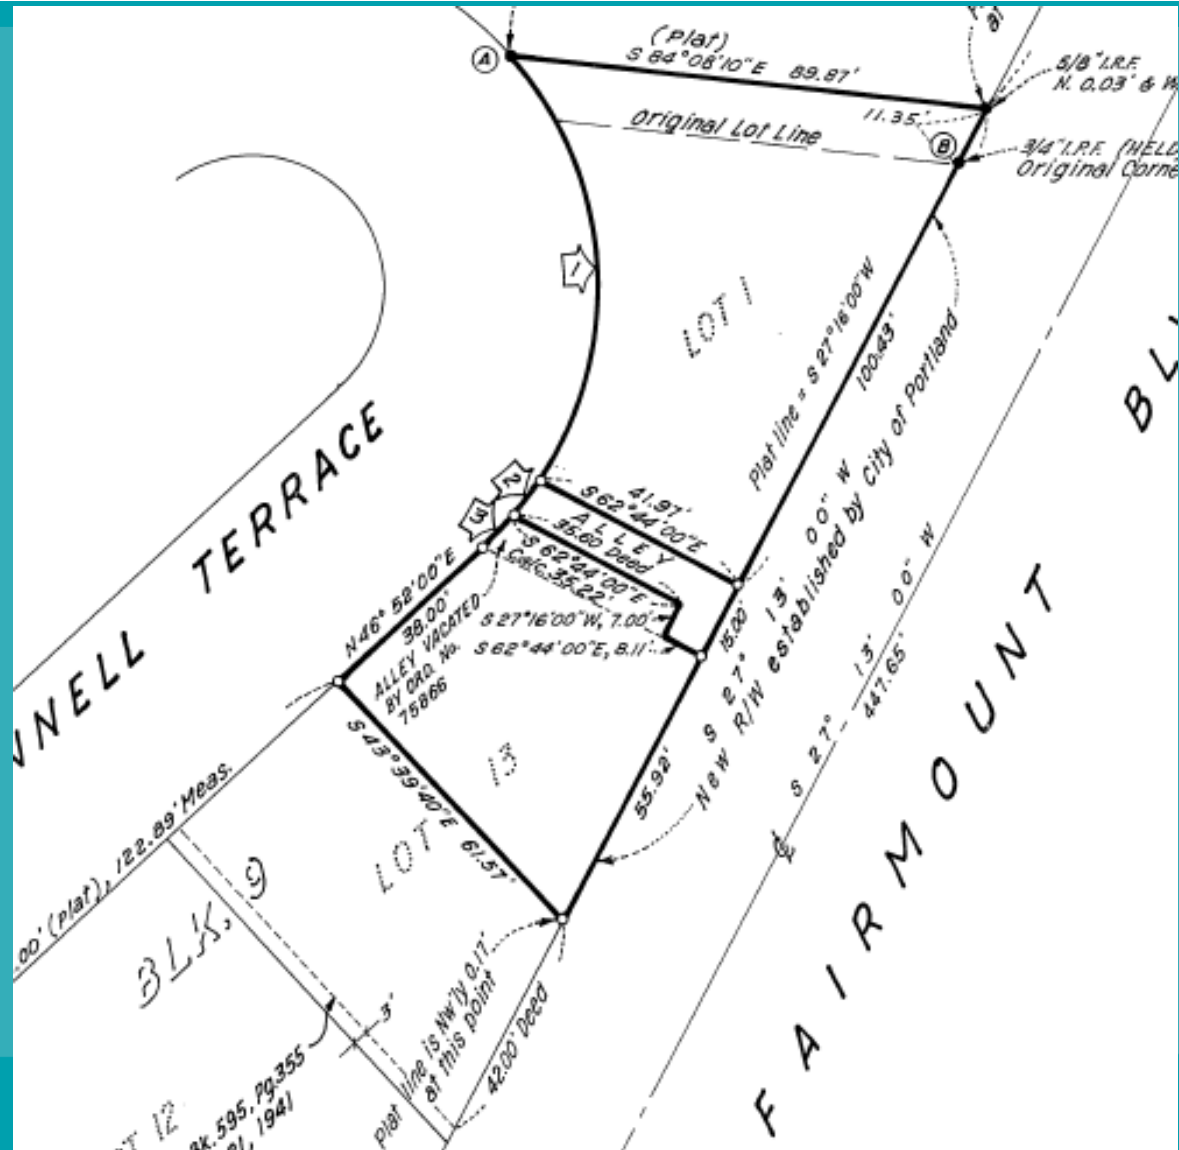 (Plat)
S 84°08'10"E 89.87'
A
5/8" I.R.F.
N. 0.03' & W
11.35'
Original Lot Line
B
3/4" I.P.F. (HELD
Original Corne
1
LOT 1
Plat line = S 27°16'00"W
100.43'
S 27° 13' 00" W
New R/W established by City of Portland
TERRACE
NNELL
2
3
41.97'
S 62°44'00"E
ALLEY
35.60 Deed
S 62°44'00"E
Calc. 35.22'
S 27°16'00"W, 7.00'
S 62°44'00"E, 8.11'
15.00'
N 46° 52'00"E
38.00'
ALLEY VACATED
BY ORD. No.
75866
S 43°39'40"E 61.57'
LOT 13
55.92'
S 27° 13' 00" W
447.65'
FAIRMOUNT BL
.00' (Plat), 122.89' Meas.
BLK. 9
3'
Plat line is NW'ly 0.17'
at this point
42.00' Deed
OT 12
Bk. 595, Pg. 355
21, 1941